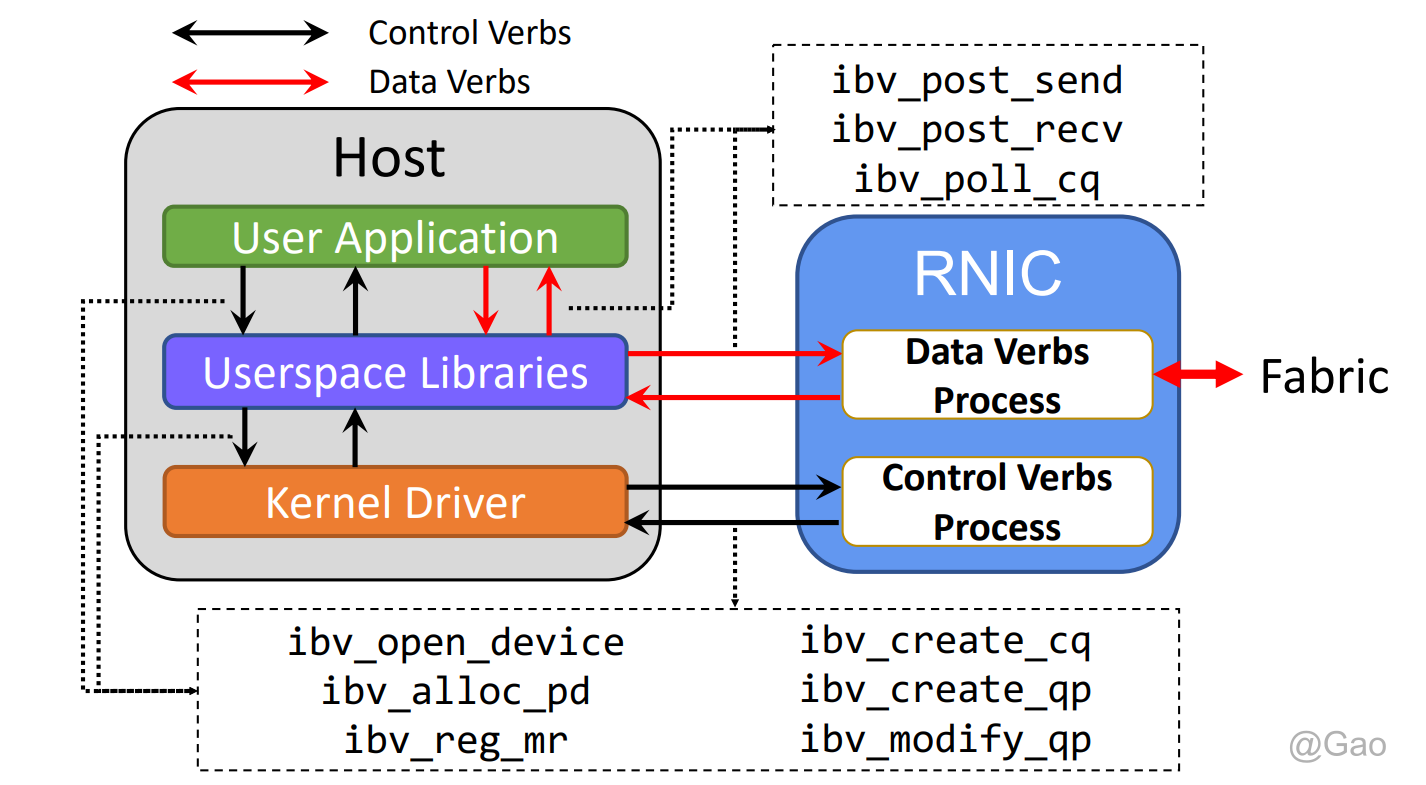 Control Verbs
Data Verbs
Host
User Application
Userspace Libraries
Kernel Driver
ibv_post_send
ibv_post_recv
ibv_poll_cq
RNIC
Data Verbs
Process
Control Verbs
Process
Fabric
ibv_open_device
ibv_alloc_pd
ibv_reg_mr
ibv_create_cq
ibv_create_qp
ibv_modify_qp
@Gao